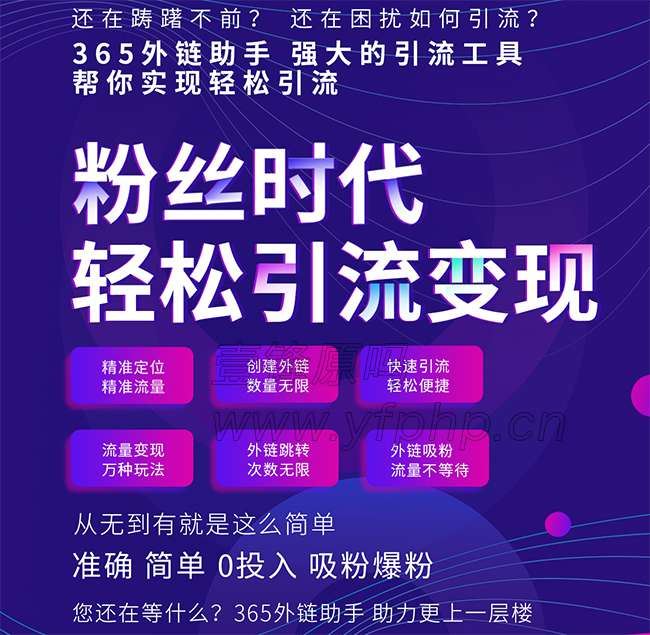 还在踌躇不前? 还在困扰如何引流?
365外链助手 强大的引流工具
帮你实现轻松引流
粉丝时代
轻松引流变现
精准定位
精准流量
创建外链
数量无限
快速引流
轻松便捷
流量变现
万种玩法
外链跳转
次数无限
外链吸粉
流量不等待
www.yfphp.cn
从无到有就是这么简单
准确 简单 0投入 吸粉爆粉
您还在等什么? 365外链助手 助力更上一层楼